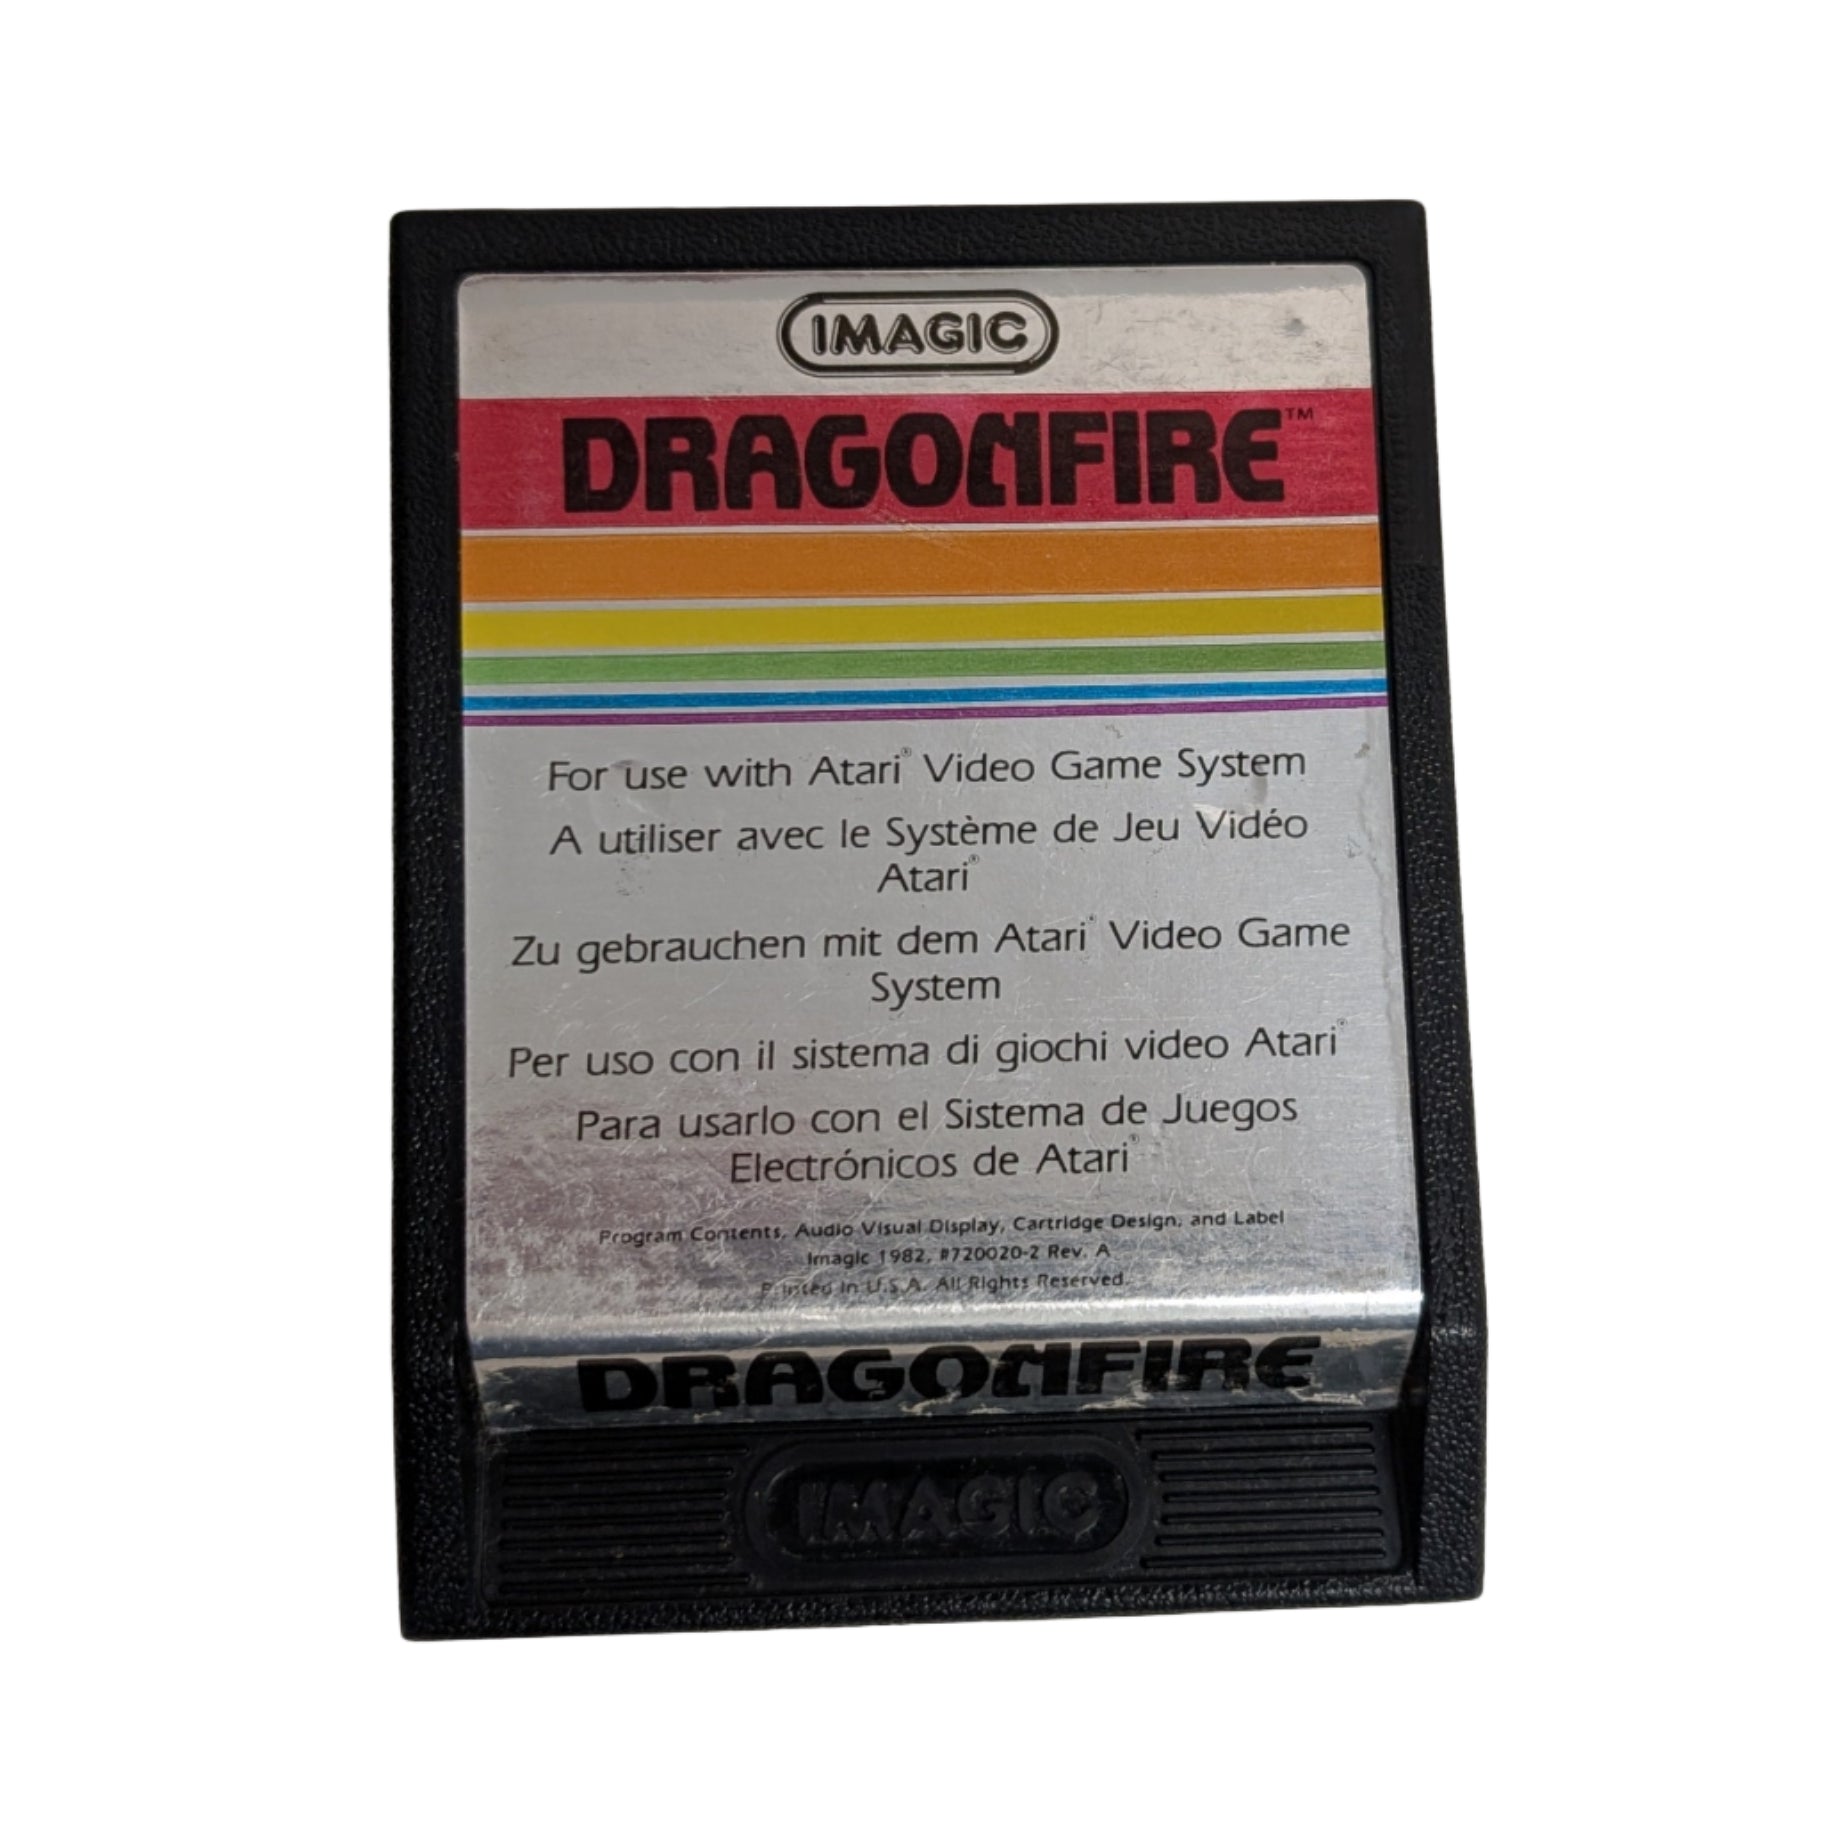 IMAGIC
DRAGONFIRE™
For use with Atari® Video Game System
A utiliser avec le Système de Jeu Vidéo
Atari®
Zu gebrauchen mit dem Atari® Video Game
System
Per uso con il sistema di giochi video Atari®
Para usarlo con el Sistema de Juegos
Electrónicos de Atari®
Program Contents, Audio Visual Display, Cartridge Design, and Label
Imagic 1982, #720020-2 Rev. A
Printed in U.S.A. All Rights Reserved.
DRAGONFIRE
IMAGIC